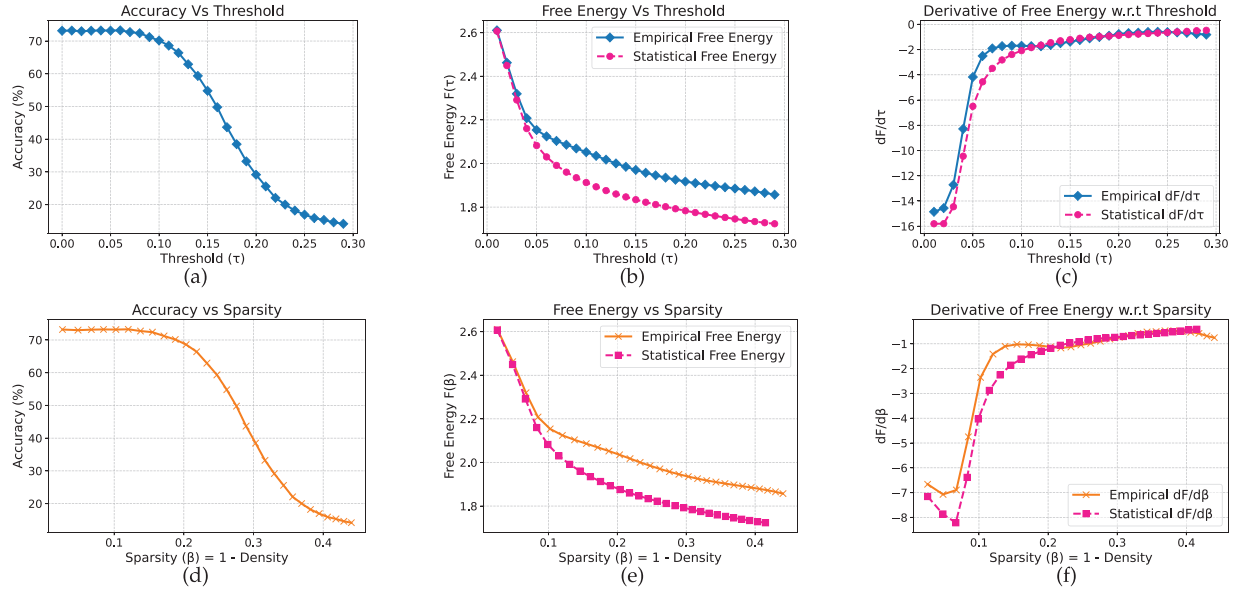 Accuracy Vs Threshold
Accuracy (%)
70
60
50
40
30
20
0.00 0.05 0.10 0.15 0.20 0.25 0.30
Threshold (τ)
(a)
Free Energy Vs Threshold
Empirical Free Energy
Statistical Free Energy
Free Energy F(τ)
2.6
2.4
2.2
2.0
1.8
0.00 0.05 0.10 0.15 0.20 0.25 0.30
Threshold (τ)
(b)
Derivative of Free Energy w.r.t Threshold
Empirical dF/dτ
Statistical dF/dτ
dF/dτ
0
−2
−4
−6
−8
−10
−12
−14
−16
0.00 0.05 0.10 0.15 0.20 0.25 0.30
Threshold (τ)
(c)
Accuracy vs Sparsity
Accuracy (%)
70
60
50
40
30
20
0.1 0.2 0.3 0.4
Sparsity (β) = 1 - Density
(d)
Free Energy vs Sparsity
Empirical Free Energy
Statistical Free Energy
Free Energy F(β)
2.6
2.4
2.2
2.0
1.8
0.1 0.2 0.3 0.4
Sparsity (β) = 1 - Density
(e)
Derivative of Free Energy w.r.t Sparsity
Empirical dF/dβ
Statistical dF/dβ
dF/dβ
−1
−2
−3
−4
−5
−6
−7
−8
0.1 0.2 0.3 0.4
Sparsity (β) = 1 - Density
(f)